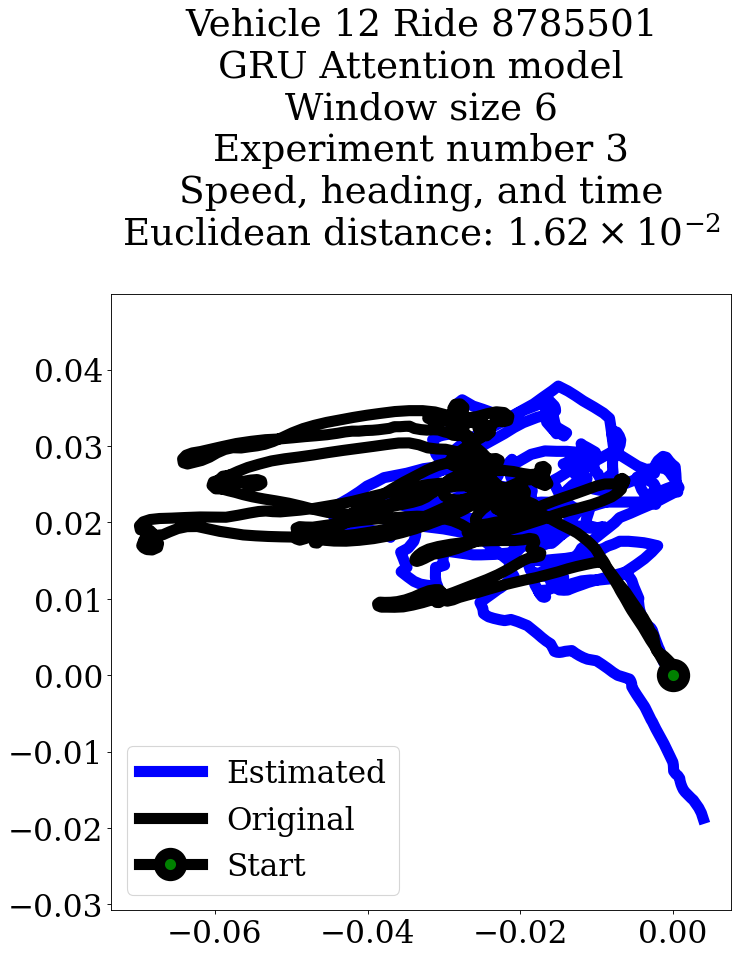 Vehicle 12 Ride 8785501
GRU Attention model
Window size 6
Experiment number 3
Speed, heading, and time
Euclidean distance: 1.62 × 10⁻²
0.04
0.03
0.02
0.01
0.00
−0.01
−0.02
−0.03
Estimated
Original
Start
−0.06 −0.04 −0.02 0.00